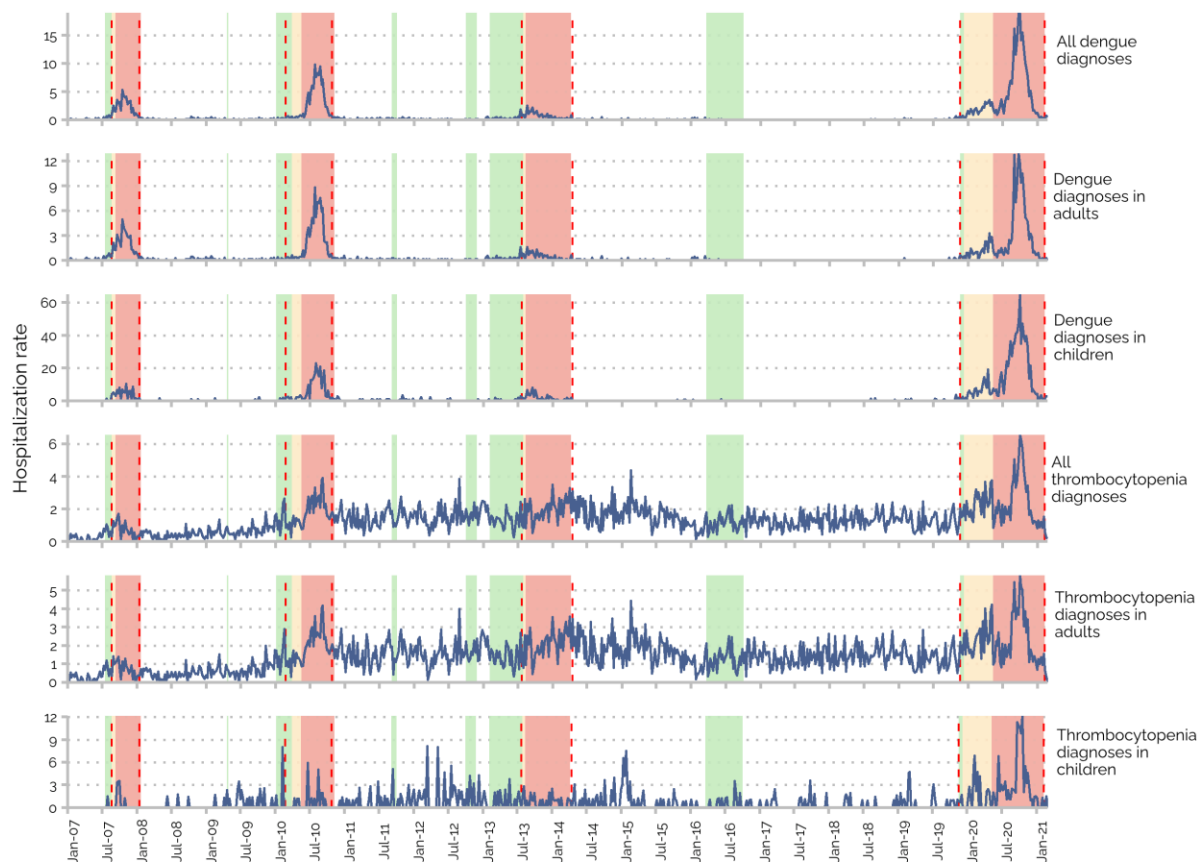 Hospitalization rate
15
10
5
0
All dengue
diagnoses
12
9
6
3
0
Dengue
diagnoses in
adults
60
40
20
0
Dengue
diagnoses in
children
6
4
2
0
All
thrombocytopenia
diagnoses
5
4
3
2
1
0
Thrombocytopenia
diagnoses in
adults
12
9
6
3
0
Thrombocytopenia
diagnoses in
children
Jan-07
Jul-07
Jan-08
Jul-08
Jan-09
Jul-09
Jan-10
Jul-10
Jan-11
Jul-11
Jan-12
Jul-12
Jan-13
Jul-13
Jul-14
Jan-15
Jul-15
Jan-16
Jul-16
Jan-17
Jul-17
Jan-18
Jul-18
Jan-19
Jul-19
Jan-20
Jul-20
Jan-21